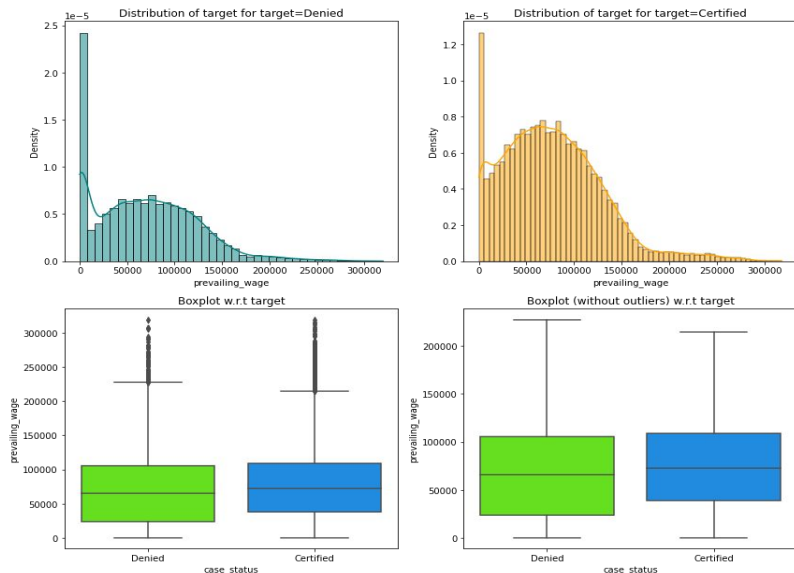 Distribution of target for target=Denied
1e−5
2.5
2.0
1.5
1.0
0.5
0.0
Density
0 50000 100000 150000 200000 250000 300000
prevailing_wage
Distribution of target for target=Certified
1e−5
1.2
1.0
0.8
0.6
0.4
0.2
0.0
Density
0 50000 100000 150000 200000 250000 300000
prevailing_wage
Boxplot w.r.t target
300000
250000
200000
150000
100000
50000
0
prevailing_wage
Denied Certified
case_status
Boxplot (without outliers) w.r.t target
200000
150000
100000
50000
0
prevailing_wage
Denied Certified
case_status